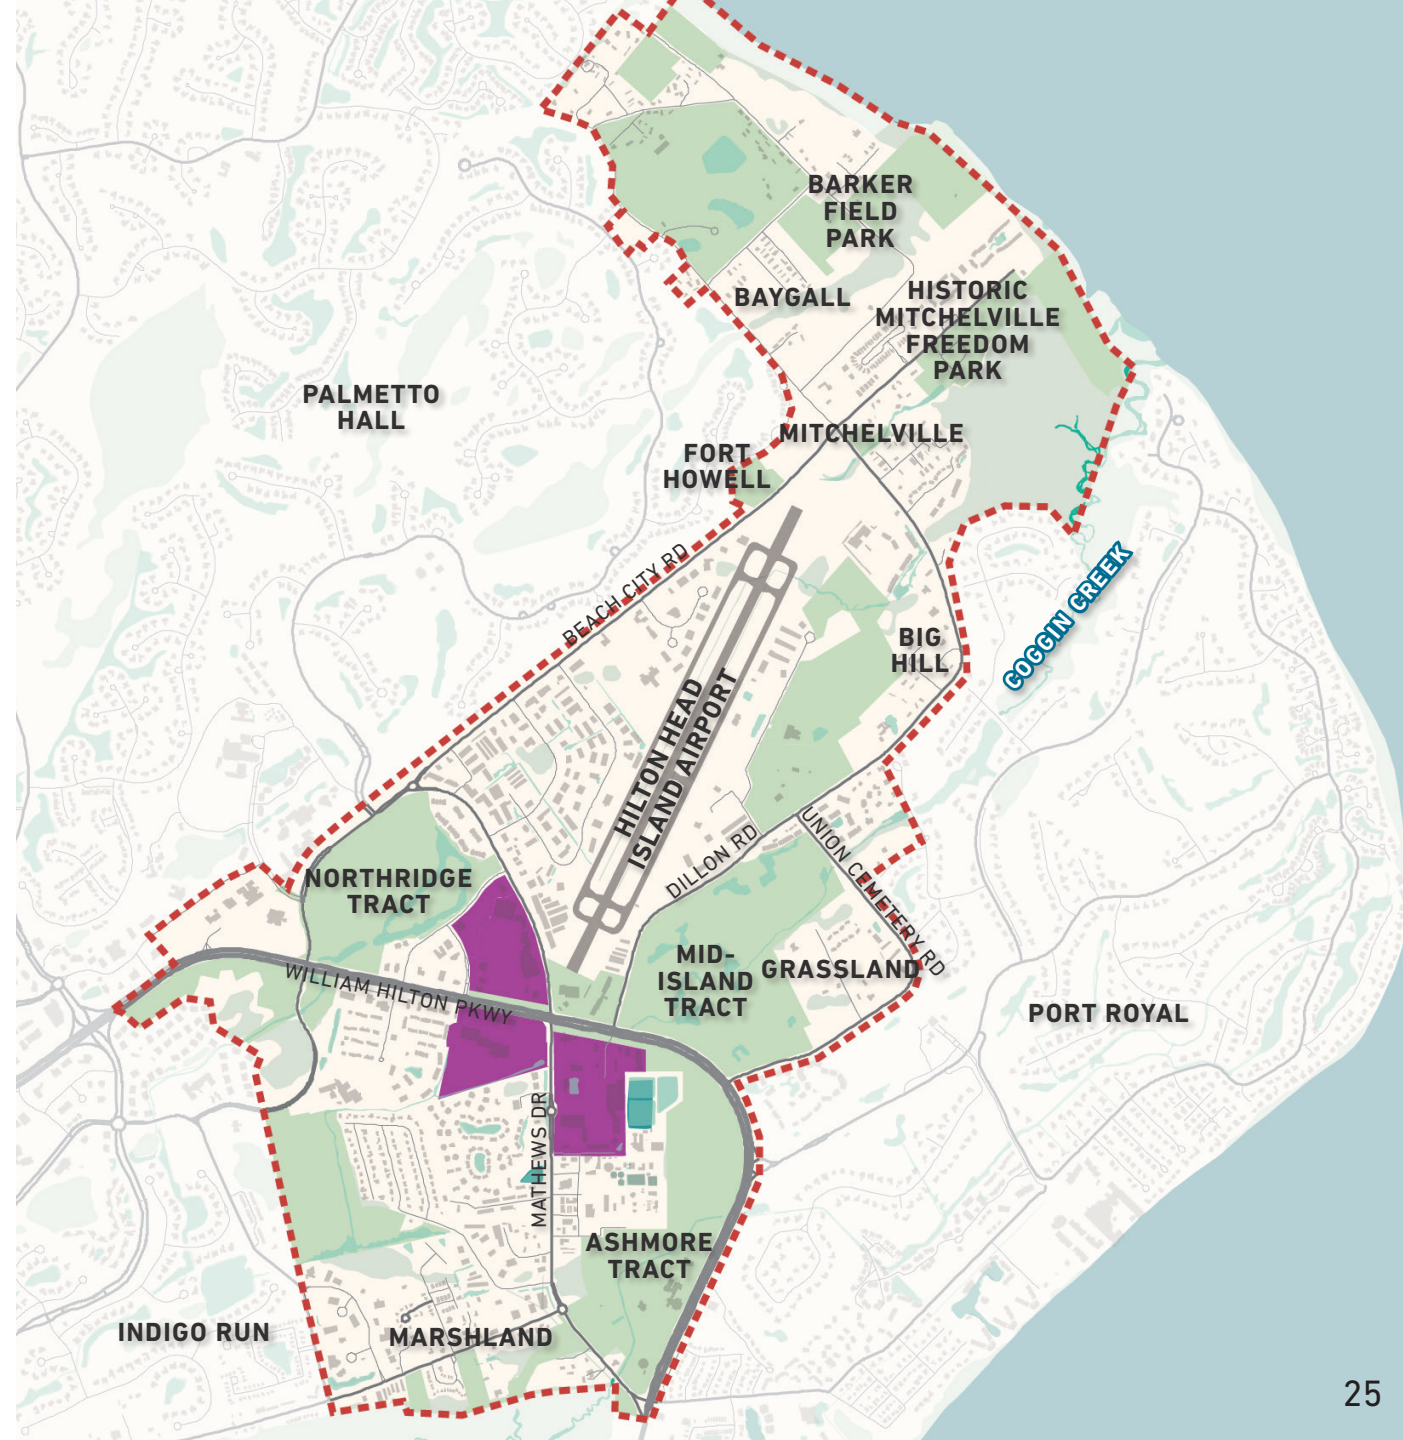 BARKER
FIELD
PARK
BAYGALL
HISTORIC
MITCHELVILLE
FREEDOM
PARK
PALMETTO
HALL
MITCHELVILLE
FORT
HOWELL
BEACH CITY RD
COGGIN CREEK
BIG
HILL
HILTON HEAD
ISLAND AIRPORT
DILLON RD
UNION CEMETERY RD
NORTHRIDGE
TRACT
MID-
ISLAND
TRACT
GRASSLAND
WILLIAM HILTON PKWY
PORT ROYAL
MATHEWS DR
ASHMORE
TRACT
INDIGO RUN
MARSHLAND
25